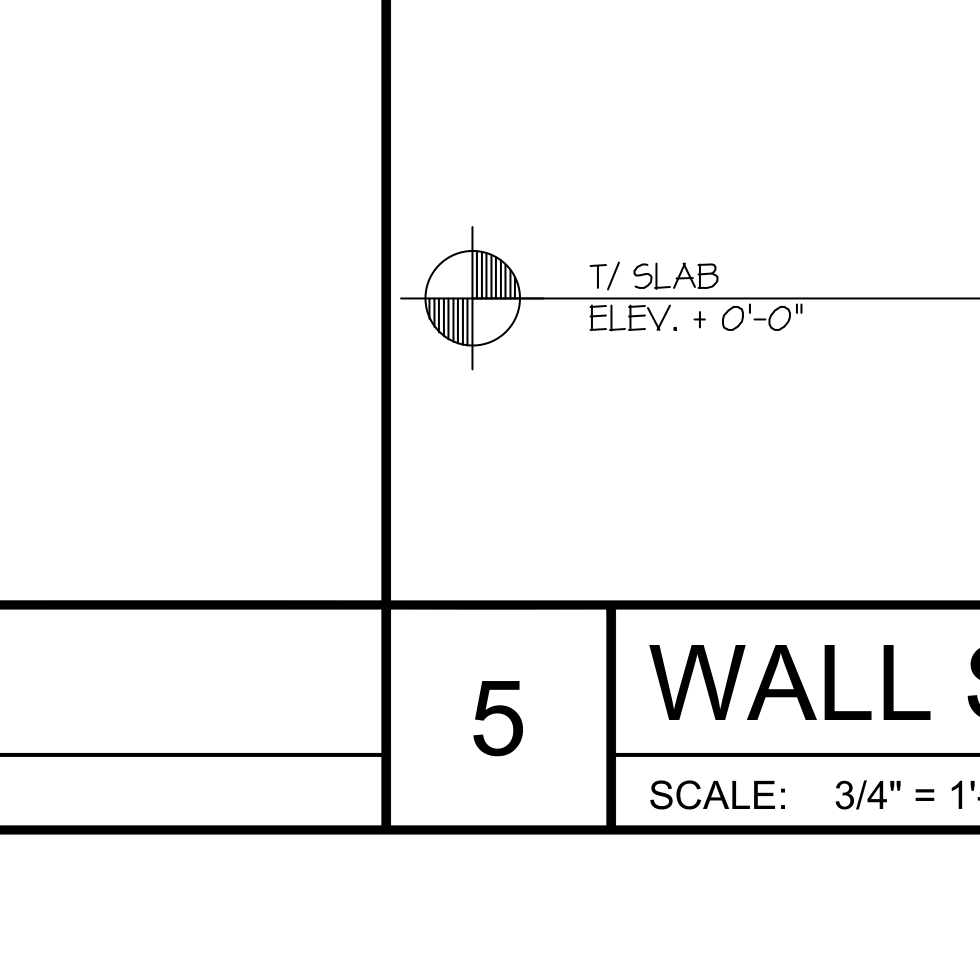 T/ SLAB
ELEV. + 0'-0"
5
WALL
SCALE: 3/4" = 1'-